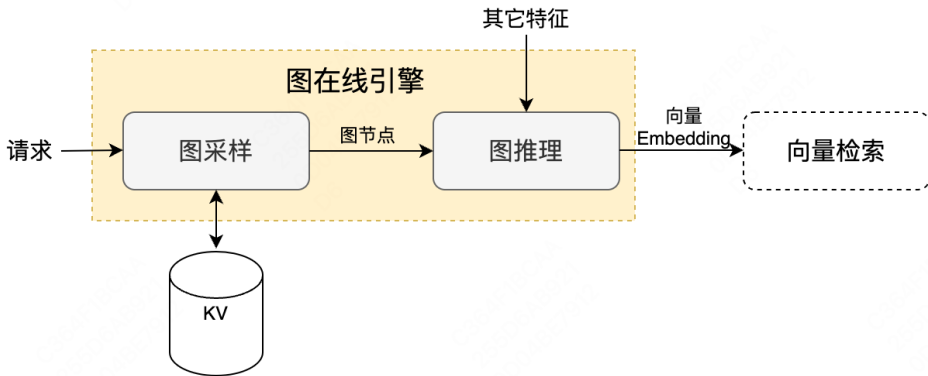 其它特征
图在线引擎
请求
图采样
图节点
图推理
向量
Embedding
向量检索
KV